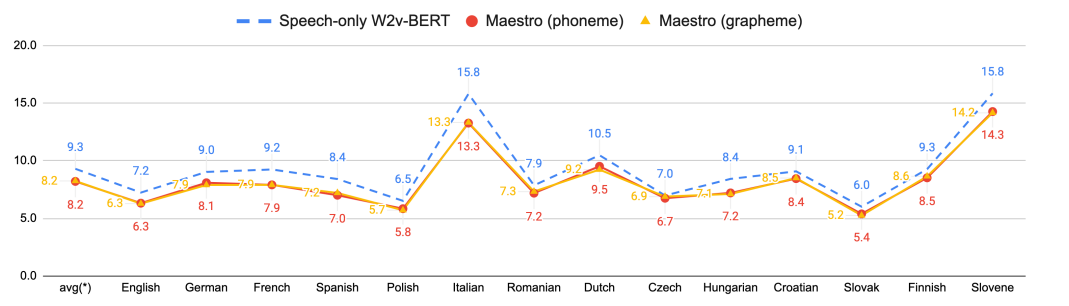 Speech-only W2v-BERT Maestro (phoneme) Maestro (grapheme)
20.0
15.0
10.0
5.0
0.0
9.3 7.2 9.0 9.2 8.4 6.5 15.8 7.9 10.5 7.0 8.4 9.1 6.0 9.3 15.8
8.2 6.3 7.9 7.9 7.2 5.7 13.3 7.3 9.2 6.9 7.1 8.5 5.2 8.6 14.2
8.2 6.3 8.1 7.9 7.0 5.8 13.3 7.2 9.5 6.7 7.2 8.4 5.4 8.5 14.3
avg(*) English German French Spanish Polish Italian Romanian Dutch Czech Hungarian Croatian Slovak Finnish Slovene